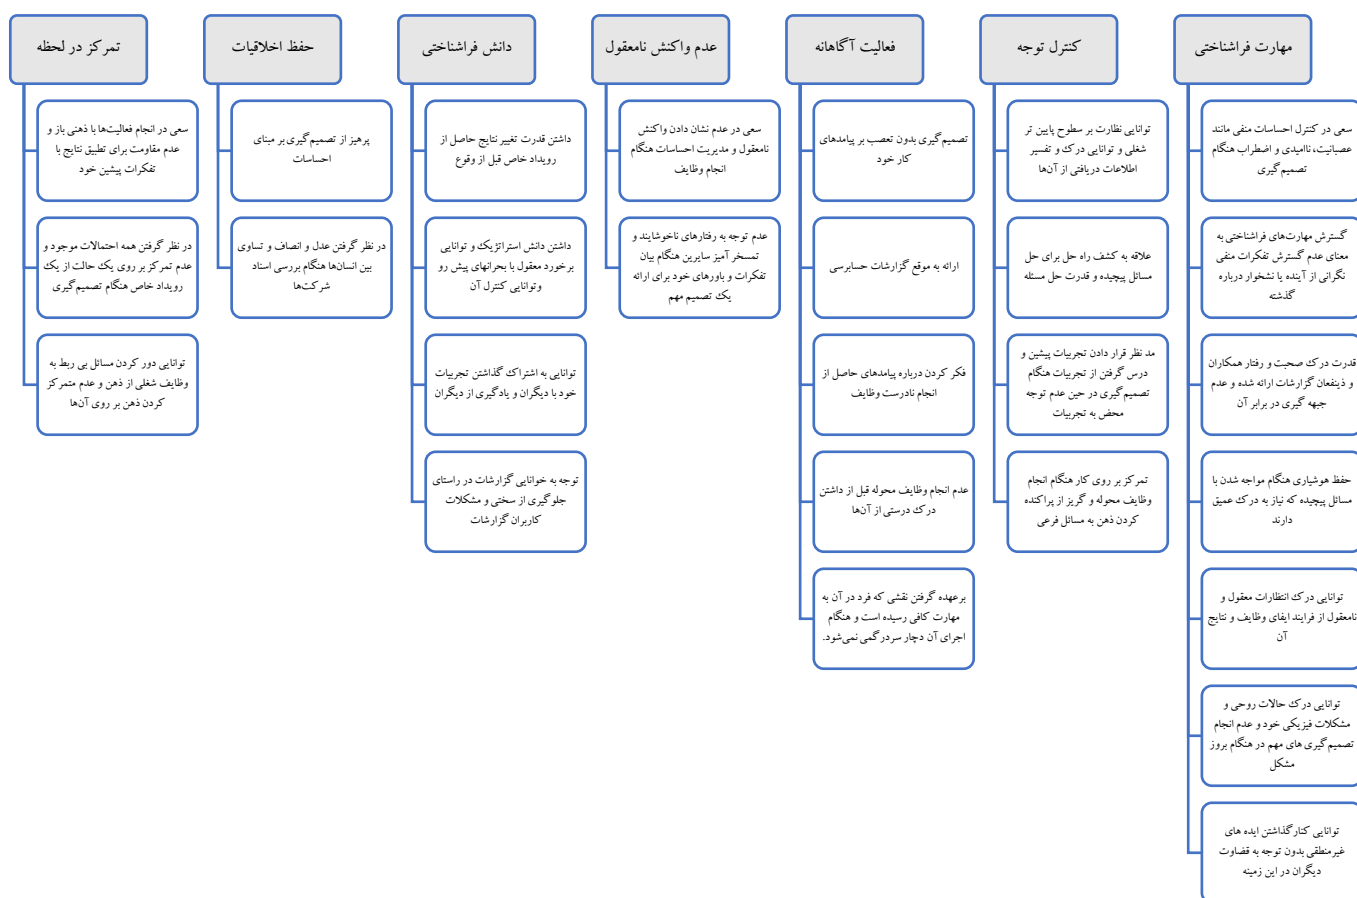 مهارت فراشناختی
سعی در کنترل احساسات منفی مانند
عصبانیت، ناامیدی و اضطراب هنگام
تصمیم گیری
گسترش مهارت‌های فراشناختی به
معنای عدم گسترش تفکرات منفی
نگرانی از آینده یا نشخوار درباره
گذشته
قدرت درک صحبت و رفتار همکاران
و ذینفعان گزارشات ارائه شده و عدم
جبهه گیری در برابر آن
حفظ هوشیاری هنگام مواجه شدن با
مسائل پیچیده که نیاز به درک عمیق
دارند
توانایی درک انتظارات معقول و
نامعقول از فرایند ایفای وظایف و نتایج
آن
توانایی درک حالات روحی و
مشکلات فیزیکی خود و عدم انجام
تصمیم گیری های مهم در هنگام بروز
مشکل
توانایی کنار گذاشتن ایده های
غیرمنطقی بدون توجه به قضاوت
دیگران در این زمینه
کنترل توجه
توانایی نظارت بر سطوح پایین تر
شغلی و توانایی درک و تفسیر
اطلاعات دریافتی از آن‌ها
علاقه به کشف راه حل برای حل
مسائل پیچیده و قدرت حل مسئله
مد نظر قرار دادن تجربیات پیشین و
درس گرفتن از تجربیات هنگام
تصمیم‌گیری در حین عدم توجه
محض به تجربیات
تمرکز بر روی کار هنگام انجام
وظایف محوله و گریز از پراکنده
کردن ذهن به مسائل فرعی
فعالیت آگاهانه
تصمیم گیری بدون تعصب بر پیامدهای
کار خود
ارائه به موقع گزارشات حسابرسی
فکر کردن درباره پیامدهای حاصل از
انجام نادرست وظایف
عدم انجام وظایف محوله قبل از داشتن
درک درستی از آن‌ها
برعهده گرفتن نقشی که فرد در آن به
مهارت کافی رسیده است و هنگام
اجرای آن دچار سردرگمی نمی‌شود.
عدم واکنش نامعقول
سعی در عدم نشان دادن واکنش
نامعقول و مدیریت احساسات هنگام
انجام وظایف
عدم توجه به رفتارهای ناخوشایند و
تمسخر آمیز سایرین هنگام بیان
تفکرات و باورهای خود برای ارائه
یک تصمیم مهم
دانش فراشناختی
داشتن قدرت تغییر نتایج حاصل از
رویداد خاص قبل از وقوع
داشتن دانش استراتژیک و توانایی
برخورد معقول با بحرانهای پیش رو
وتوانایی کنترل آن
توانایی به اشتراک گذاشتن تجربیات
خود با دیگران و یادگیری از دیگران
توجه به خوانایی گزارشات در راستای
جلوگیری از سختی و مشکلات
کاربران گزارشات
حفظ اخلاقیات
پرهیز از تصمیم‌گیری بر مبنای
احساسات
در نظر گرفتن عدل و انصاف و تساوی
بین انسان‌ها هنگام بررسی اسناد
شرکت‌ها
تمرکز در لحظه
سعی در انجام فعالیت‌ها با ذهنی باز و
عدم مقاومت برای تطبیق نتایج با
تفکرات پیشین خود
در نظر گرفتن همه احتمالات موجود و
عدم تمرکز بر روی یک حالت از یک
رویداد خاص هنگام تصمیم‌گیری
توانایی دور کردن مسائل بی ربط به
وظایف شغلی از ذهن و عدم متمرکز
کردن ذهن بر روی آن‌ها